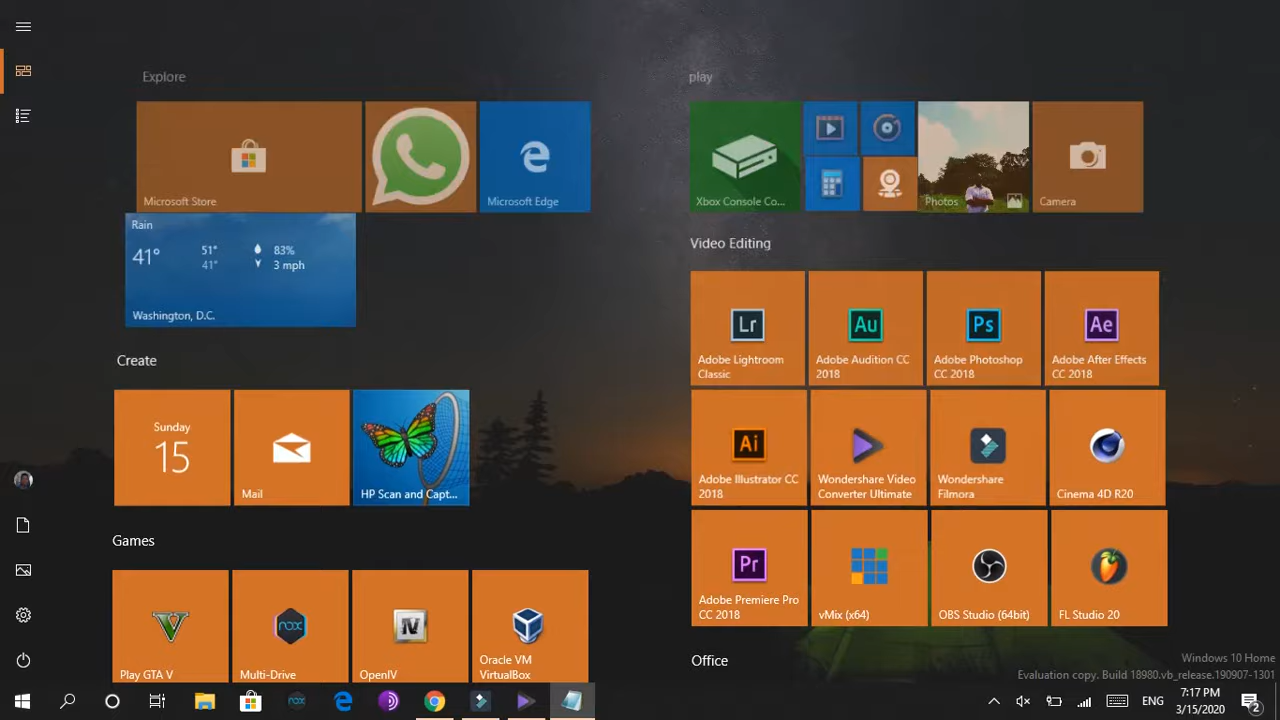 Explore
Microsoft Store
Microsoft Edge
Rain
41°
51°
41°
83%
3 mph
Washington, D.C.
Create
Sunday
15
Mail
HP Scan and Capt...
Games
V
Play GTA V
nox
Multi-Drive
IV
OpenIV
Oracle VM
VirtualBox
play
Xbox Console Co...
Photos
Camera
Video Editing
Lr
Adobe Lightroom
Classic
Au
Adobe Audition CC
2018
Ps
Adobe Photoshop
CC 2018
Ae
Adobe After Effects
CC 2018
Ai
Adobe Illustrator CC
2018
Wondershare Video
Converter Ultimate
Wondershare
Filmora
Cinema 4D R20
Pr
Adobe Premiere Pro
CC 2018
vMix (x64)
OBS Studio (64bit)
FL Studio 20
Office
Windows 10 Home
Evaluation copy. Build 18980.vb_release.190907-1301
nox
ENG
7:17 PM
3/15/2020
2